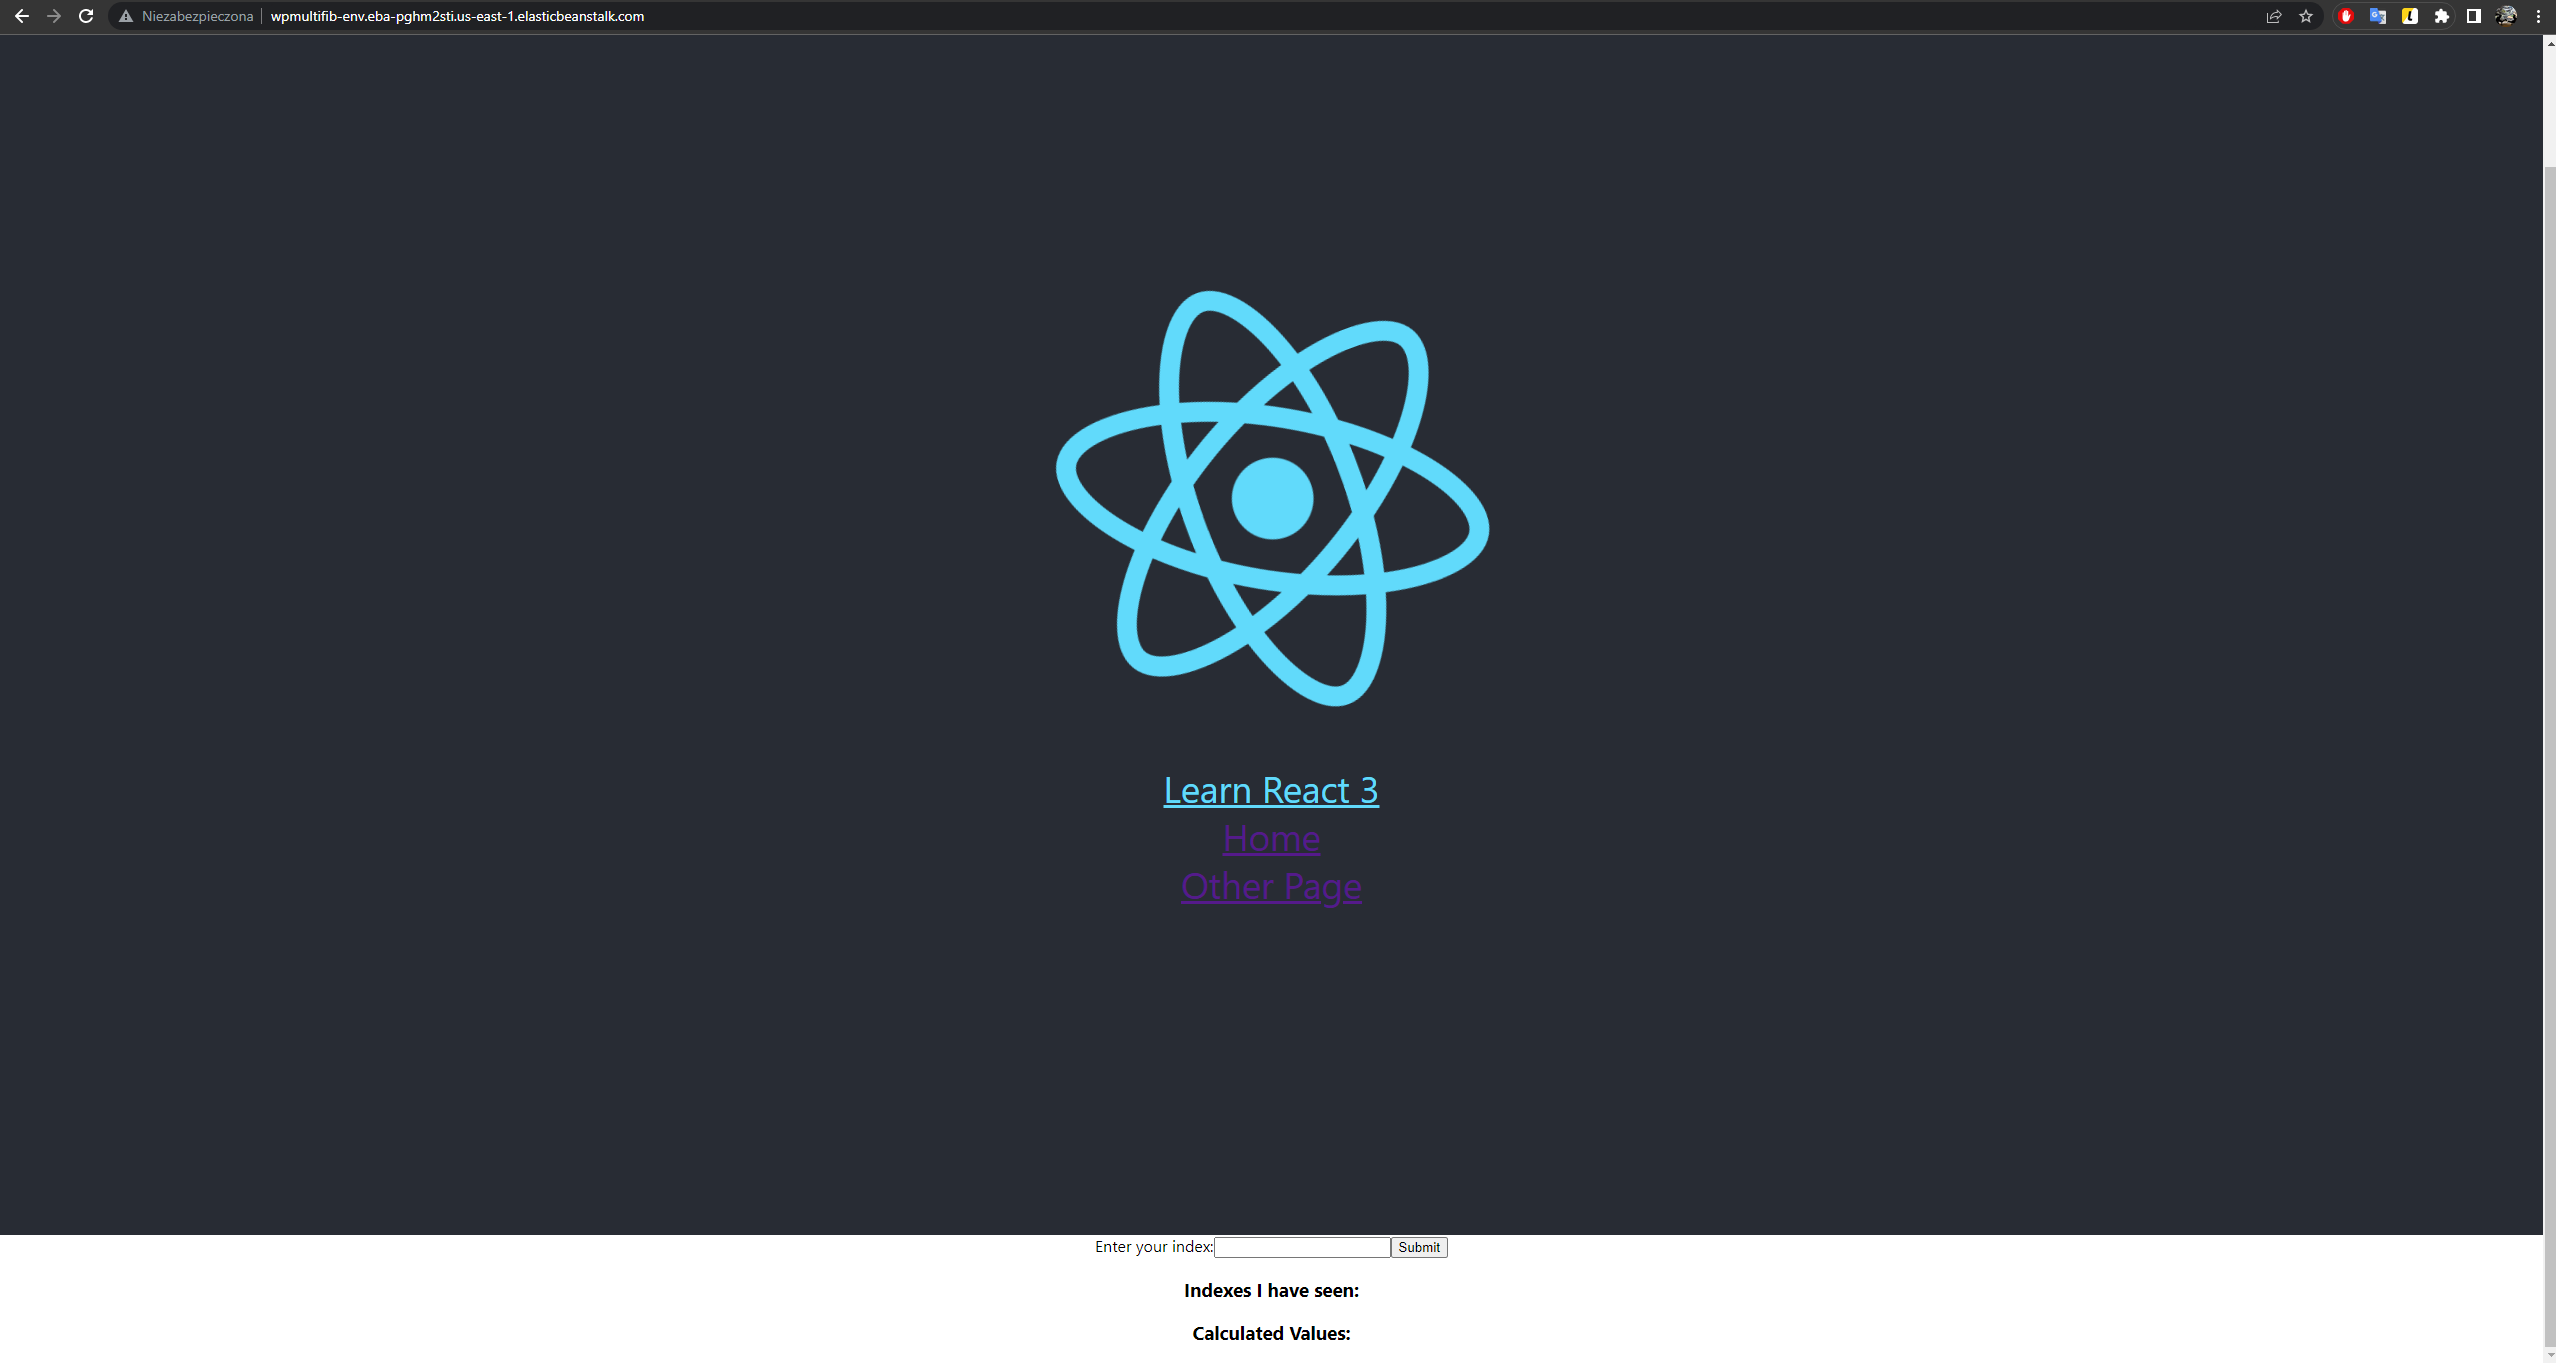 Niezabezpieczona wpmultifib-env.eba-pghm2sti.us-east-1.elasticbeanstalk.com
Learn React 3
Home
Other Page
Enter your index: Submit
Indexes I have seen:
Calculated Values: